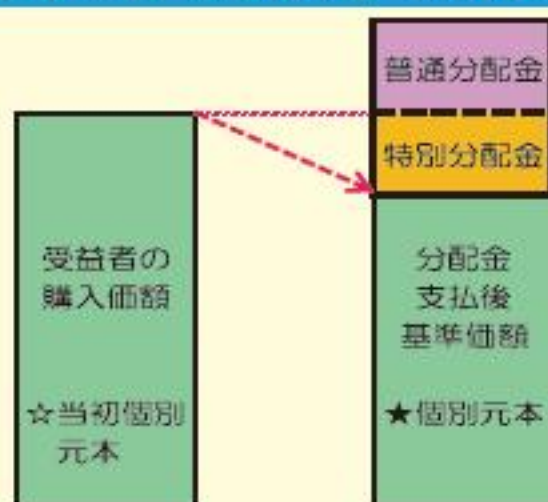 普通分配金
特別分配金
受益者の
購入価額
☆当初個別
元本
分配金
支払後
基準価額
★個別元本